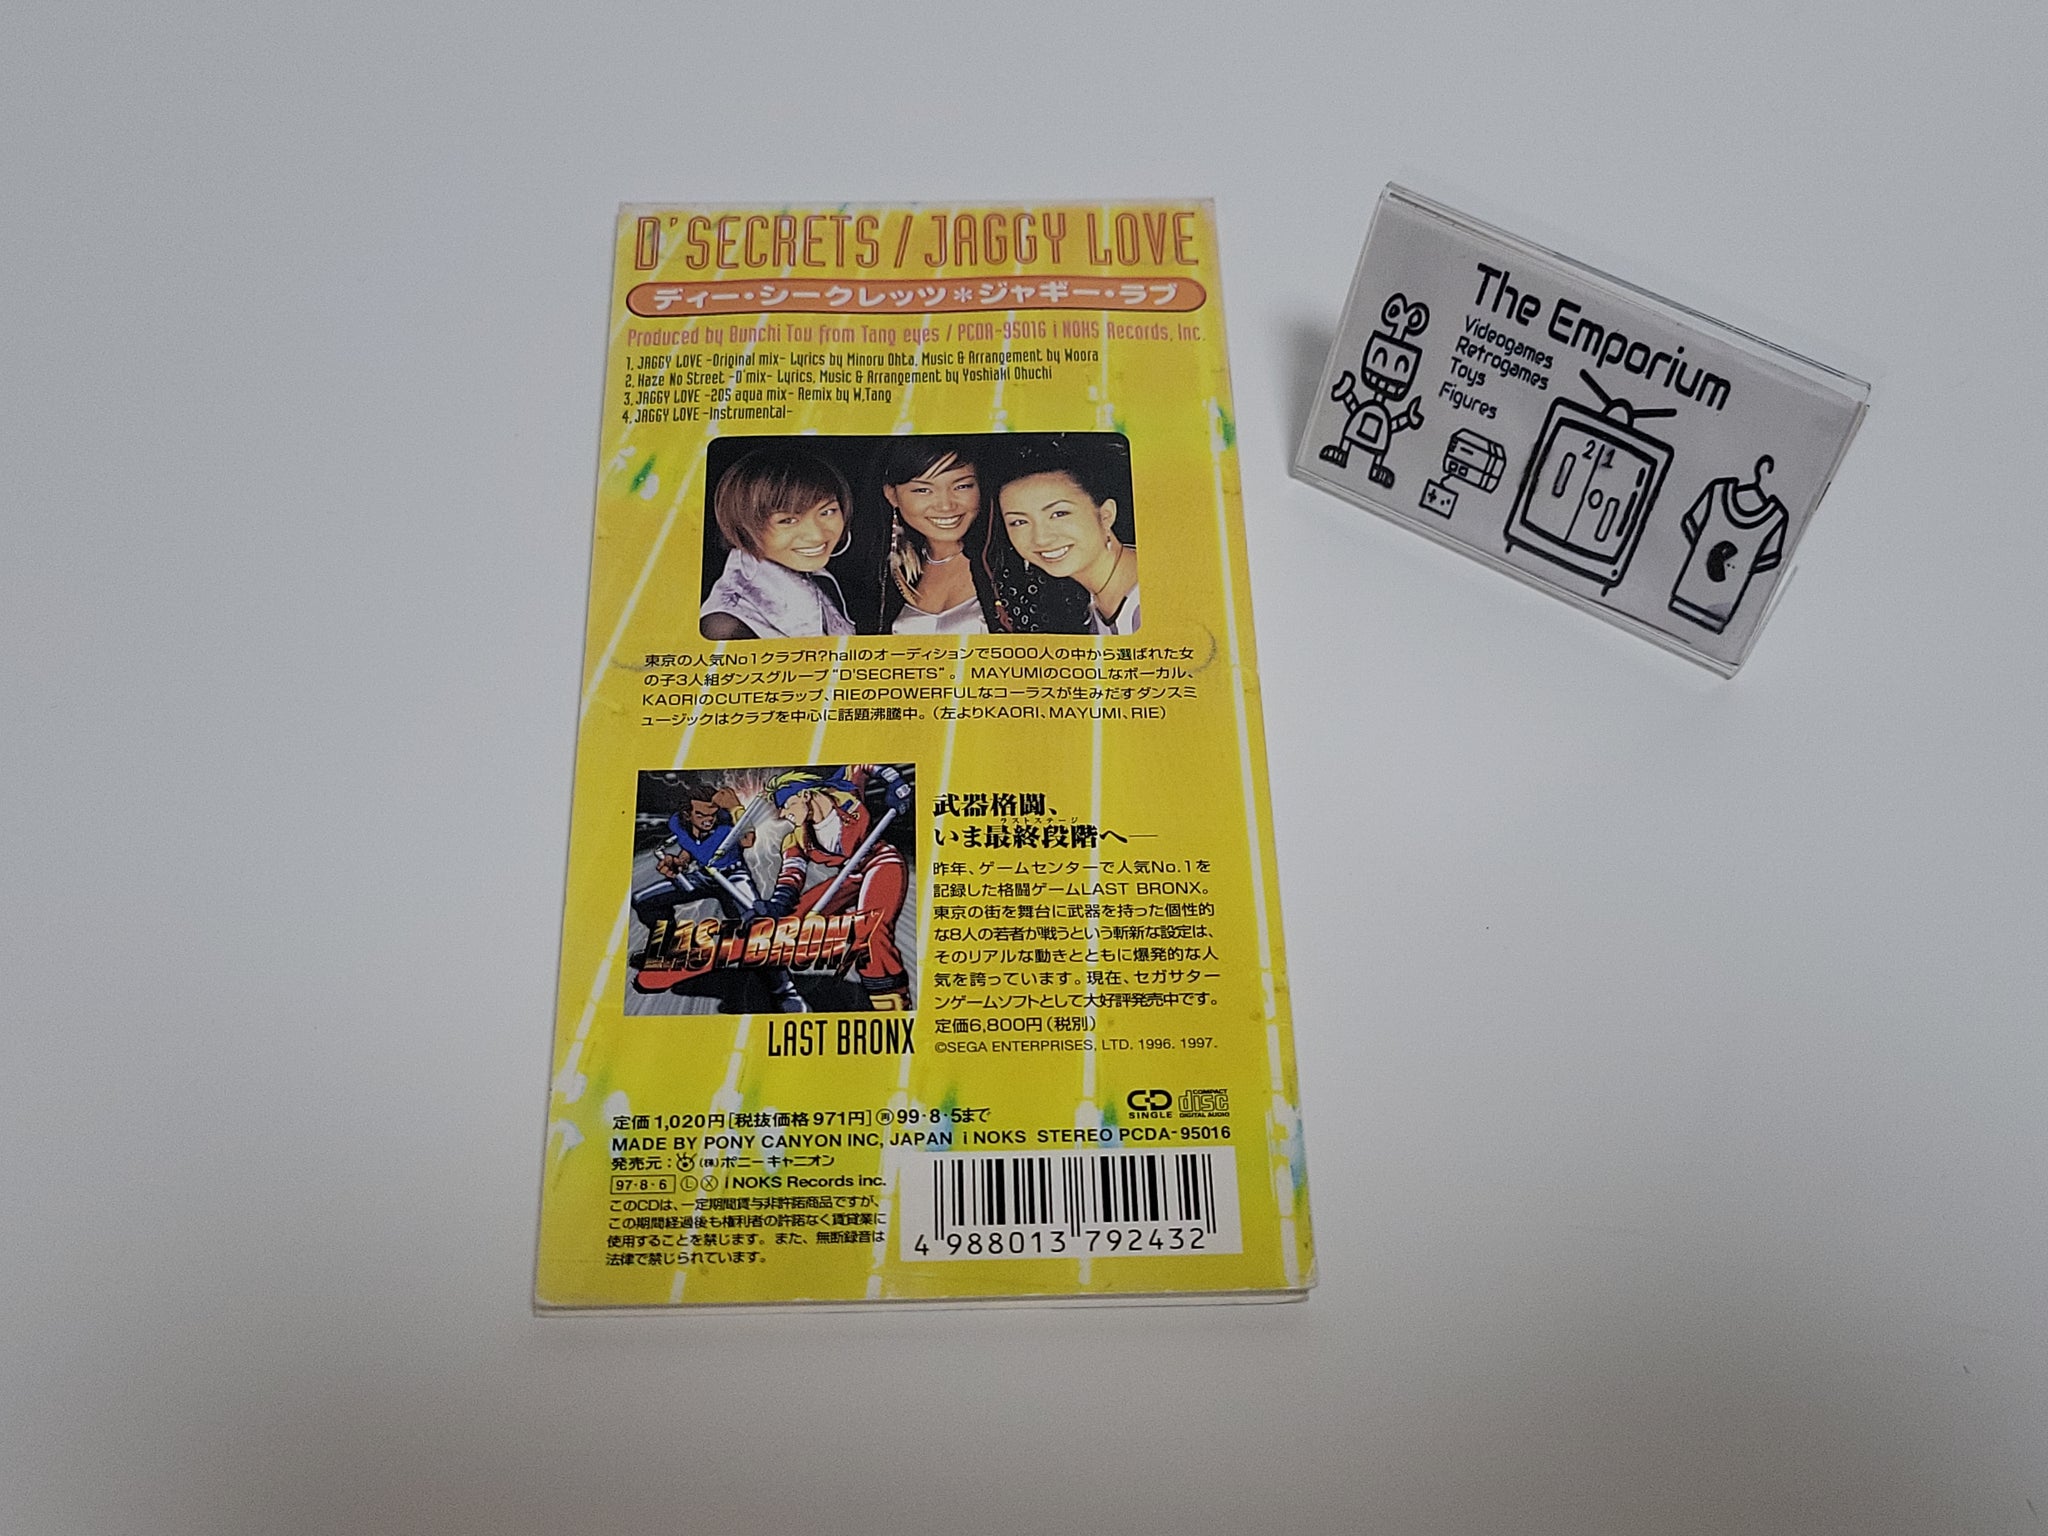 D'SECRETS / JAGGY LOVE
ディー・シークレッツ＊ジャギー・ラブ
Produced by Bunchi Tou from Tang eyes / PCDA-95016 i NOKS Records, Inc.
1. JAGGY LOVE -Original mix- Lyrics by Minoru Ohta, Music & Arrangement by Woora
2. Kaze No Street -D'mix- Lyrics, Music & Arrangement by Yoshiaki Ohuchi
3. JAGGY LOVE -20S aqua mix- Remix by W.Tang
4. JAGGY LOVE -Instrumental-
東京の人気No1クラブR?hallのオーディションで5000人の中から選ばれた女
の子3人組ダンスグループ“D'SECRETS”。 MAYUMIのCOOLなボーカル、
KAORIのCUTEなラップ、RIEのPOWERFULなコーラスが生みだすダンスミ
ュージックはクラブを中心に話題沸騰中。(左よりKAORI、MAYUMI、RIE)
LAST BRONX
LAST BRONX
武器格闘、
ラストステージ
いま最終段階へ—
昨年、ゲームセンターで人気No.1を
記録した格闘ゲームLAST BRONX。
東京の街を舞台に武器を持った個性的
な8人の若者が戦うという斬新な設定は、
そのリアルな動きとともに爆発的な人
気を誇っています。現在、セガサター
ンゲームソフトとして大好評発売中です。
定価6,800円(税別)
©SEGA ENTERPRISES, LTD. 1996. 1997.
CD SINGLE
COMPACT disc DIGITAL AUDIO
定価1,020円[税抜価格971円]㊢99・8・5まで
MADE BY PONY CANYON INC, JAPAN i NOKS STEREO PCDA-95016
発売元：(株)ポニーキャニオン
97・8・6 Ⓛ Ⓧ i NOKS Records inc.
このCDは、一定期間貸与非許諾商品ですが、
この期間経過後も権利者の許諾なく賃貸業に
使用することを禁じます。また、無断録音は
法律で禁じられています。
4 988013 792432
The Emporium
Videogames
Retrogames
Toys
Figures
2 1